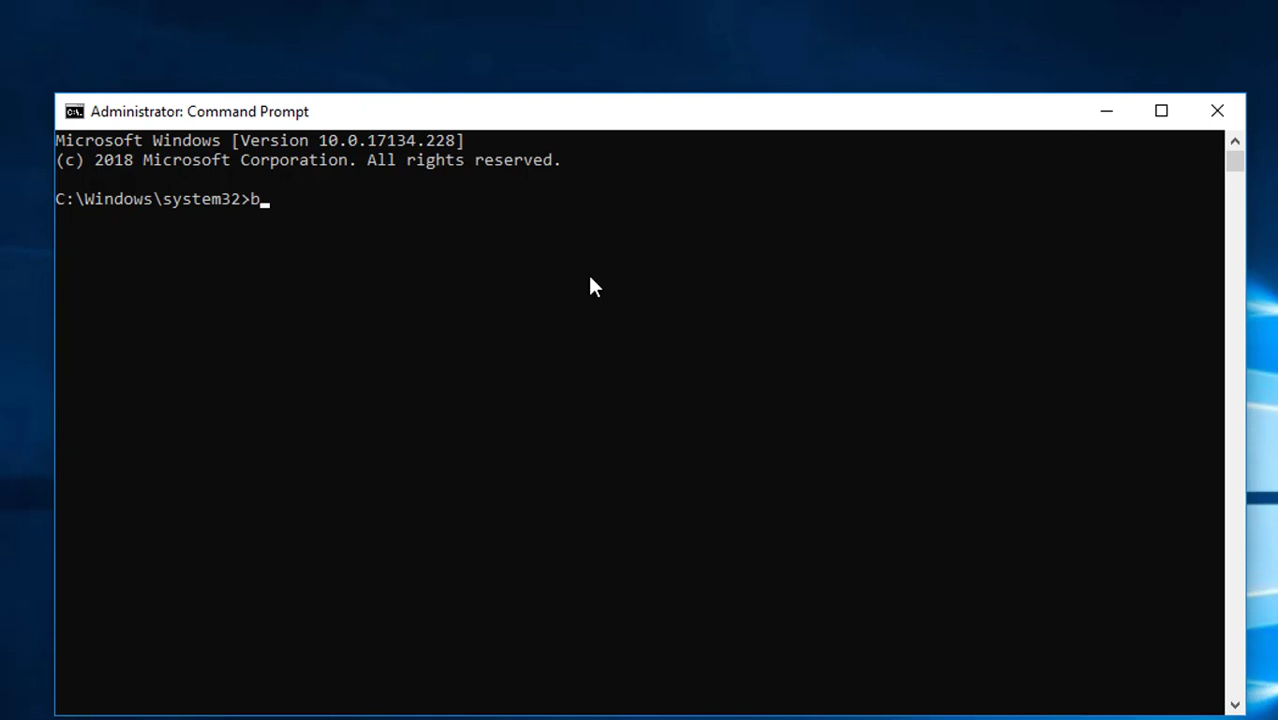 Administrator: Command Prompt
Microsoft Windows [Version 10.0.17134.228]
(c) 2018 Microsoft Corporation. All rights reserved.
C:\Windows\system32>b